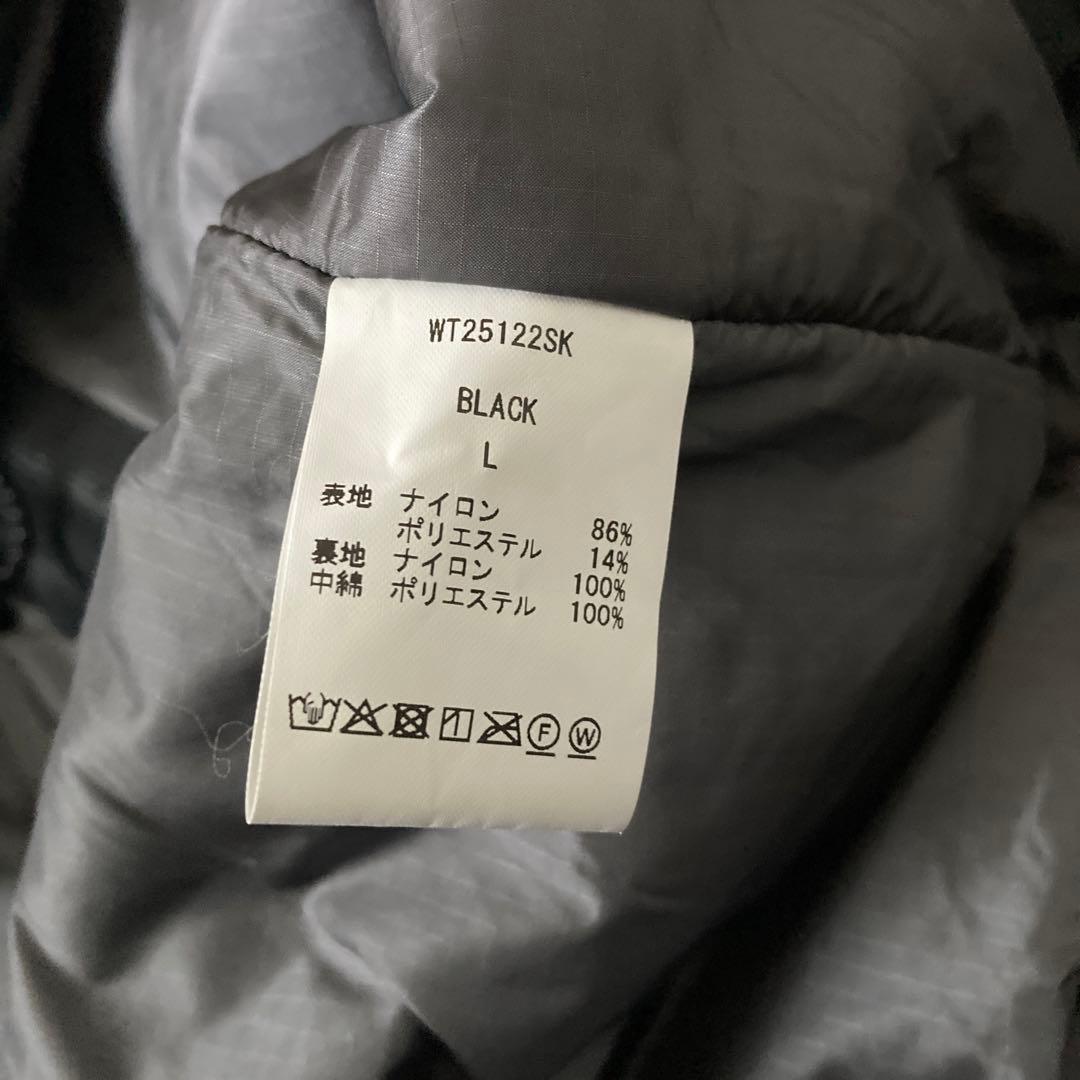 WT25122SK
BLACK
L
表地 ナイロン 86%
ポリエステル 14%
裏地 ナイロン 100%
中綿 ポリエステル 100%
F W